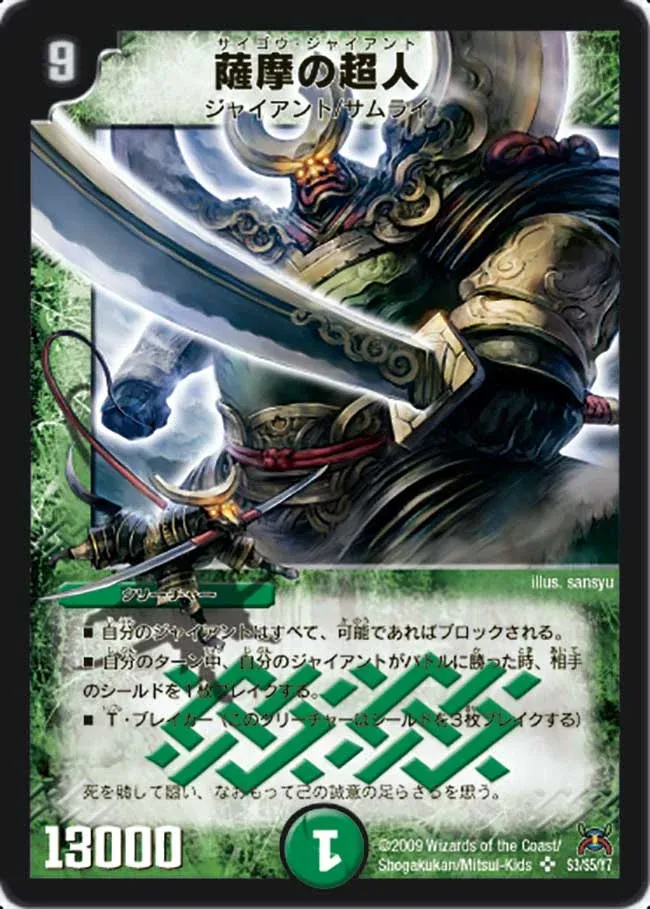 9
サイゴウ・ジャイアント
薩摩の超人
ジャイアント/サムライ
illus. sansyu
クリーチャー
■ 自分のジャイアントはすべて、可能であればブロックされる。
■ 自分のターン中、自分のジャイアントがバトルに勝った時、相手
のシールドを1枚ブレイクする。
■ T・ブレイカー（このクリーチャーはシールドを3枚ブレイクする）
死を賭して闘い、なおもって己の誠意の足らざるを思う。
13000
1
©2009 Wizards of the Coast/
Shogakukan/Mitsui-Kids
S3/S5/Y7